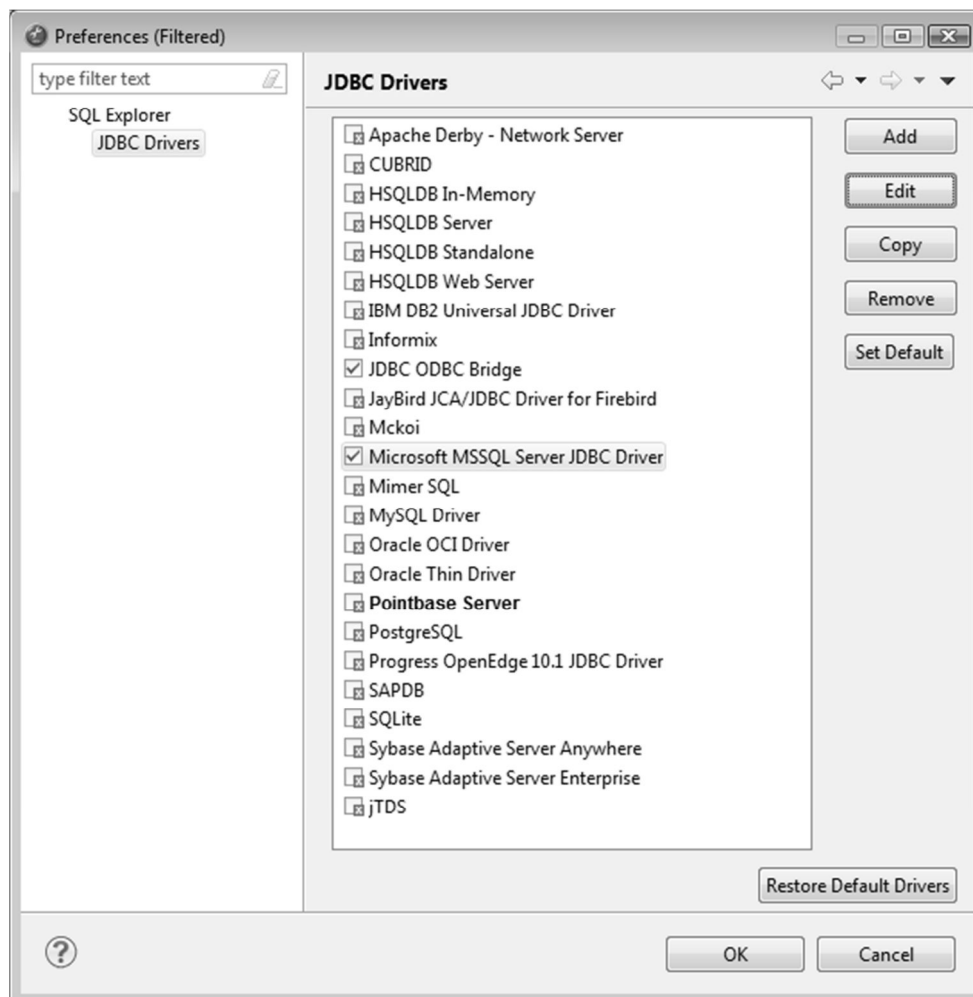 Preferences (Filtered)
type filter text
SQL Explorer
JDBC Drivers
JDBC Drivers
Apache Derby - Network Server
CUBRID
HSQLDB In-Memory
HSQLDB Server
HSQLDB Standalone
HSQLDB Web Server
IBM DB2 Universal JDBC Driver
Informix
JDBC ODBC Bridge
JayBird JCA/JDBC Driver for Firebird
Mckoi
Microsoft MSSQL Server JDBC Driver
Mimer SQL
MySQL Driver
Oracle OCI Driver
Oracle Thin Driver
Pointbase Server
PostgreSQL
Progress OpenEdge 10.1 JDBC Driver
SAPDB
SQLite
Sybase Adaptive Server Anywhere
Sybase Adaptive Server Enterprise
jTDS
Add
Edit
Copy
Remove
Set Default
Restore Default Drivers
?
OK
Cancel